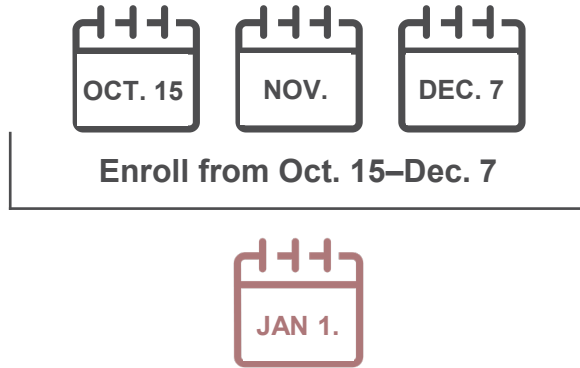 OCT. 15 NOV. DEC. 7
Enroll from Oct. 15–Dec. 7
JAN 1.